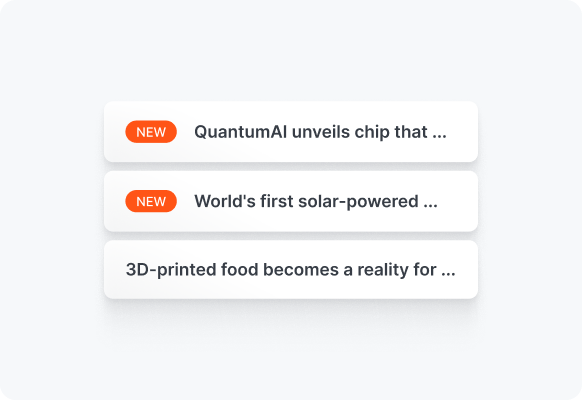 NEW QuantumAI unveils chip that ...
NEW World's first solar-powered ...
3D-printed food becomes a reality for ...